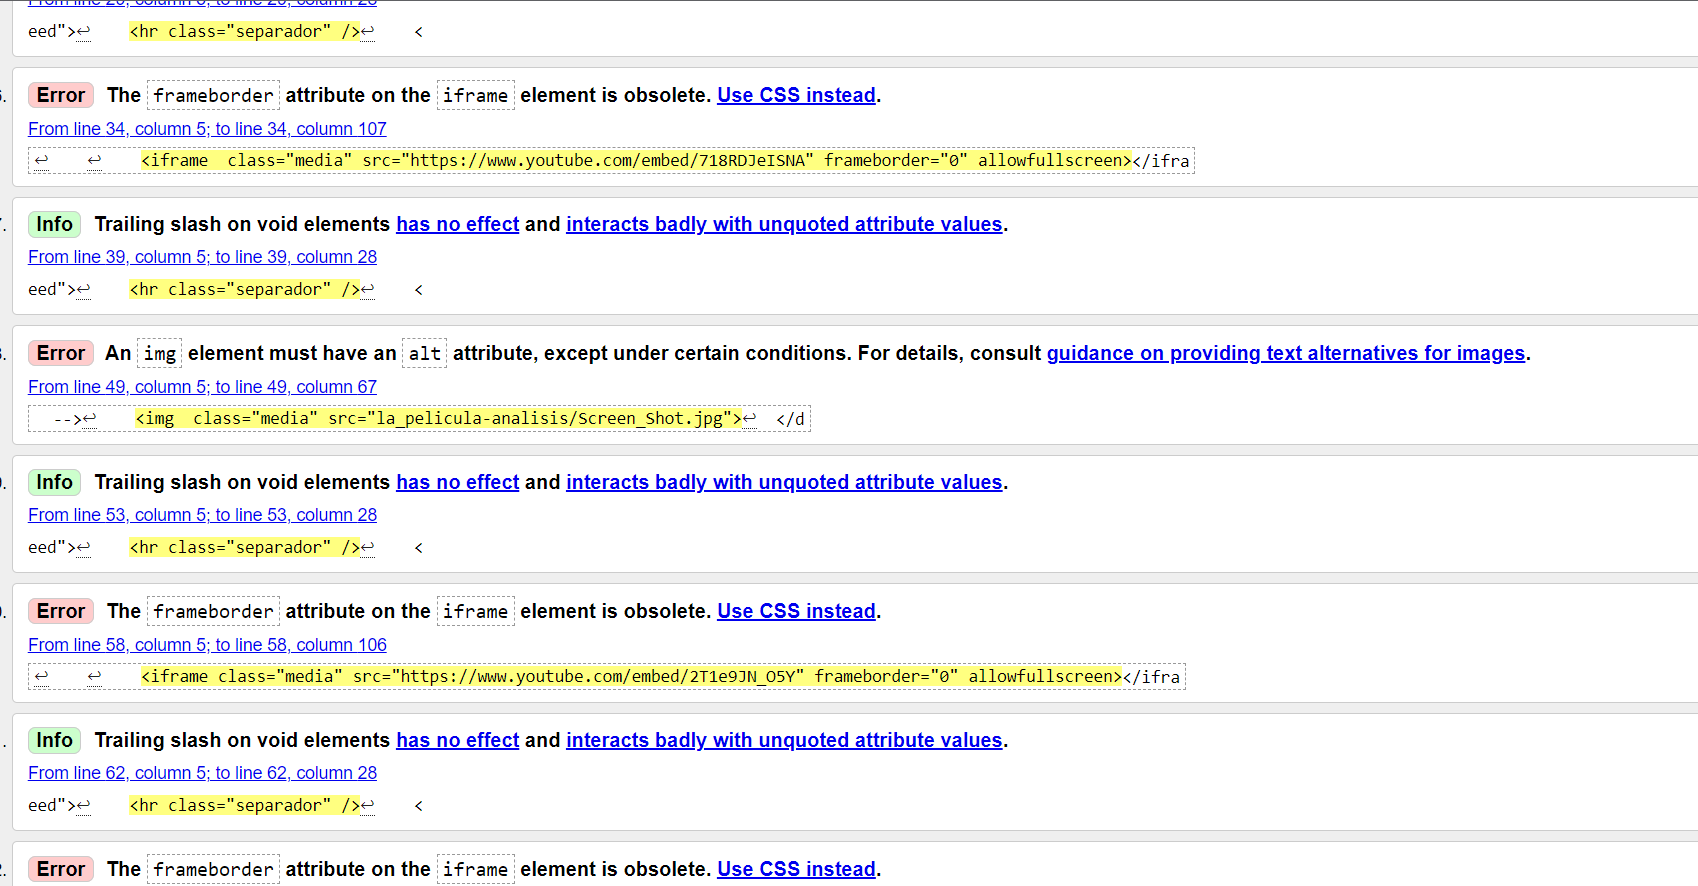 eed">↩    <hr class="separador" />↩    <
Error The frameborder attribute on the iframe element is obsolete. Use CSS instead.
From line 34, column 5; to line 34, column 107
↩    ↩    <iframe  class="media" src="https://www.youtube.com/embed/718RDJeISNA" frameborder="0" allowfullscreen></ifra
Info Trailing slash on void elements has no effect and interacts badly with unquoted attribute values.
From line 39, column 5; to line 39, column 28
eed">↩    <hr class="separador" />↩    <
Error An img element must have an alt attribute, except under certain conditions. For details, consult guidance on providing text alternatives for images.
From line 49, column 5; to line 49, column 67
-->↩    <img  class="media" src="la_pelicula-analisis/Screen_Shot.jpg">↩  </d
Info Trailing slash on void elements has no effect and interacts badly with unquoted attribute values.
From line 53, column 5; to line 53, column 28
eed">↩    <hr class="separador" />↩    <
Error The frameborder attribute on the iframe element is obsolete. Use CSS instead.
From line 58, column 5; to line 58, column 106
↩    ↩    <iframe class="media" src="https://www.youtube.com/embed/2T1e9JN_O5Y" frameborder="0" allowfullscreen></ifra
Info Trailing slash on void elements has no effect and interacts badly with unquoted attribute values.
From line 62, column 5; to line 62, column 28
eed">↩    <hr class="separador" />↩    <
Error The frameborder attribute on the iframe element is obsolete. Use CSS instead.